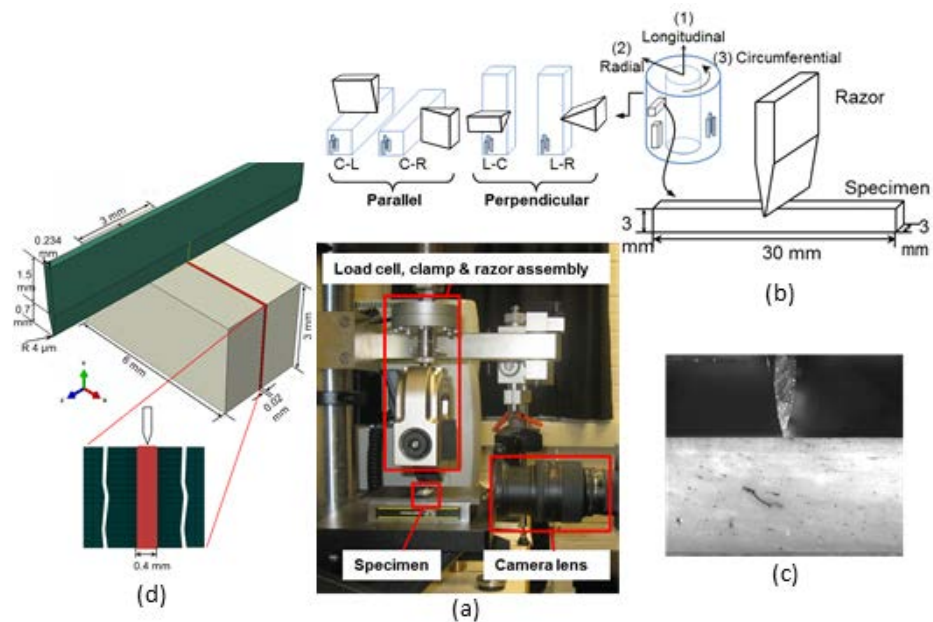 (1)
Longitudinal
(2)
Radial
(3) Circumferential
Razor
C-L
C-R
L-C
L-R
Parallel
Perpendicular
Specimen
3
mm
30 mm
3
mm
(b)
3 mm
0.234
mm
1.5
mm
0.7
mm
R 4 µm
6 mm
3 mm
0.02
mm
0.4 mm
(d)
Load cell, clamp & razor assembly
Specimen
Camera lens
(a)
(c)